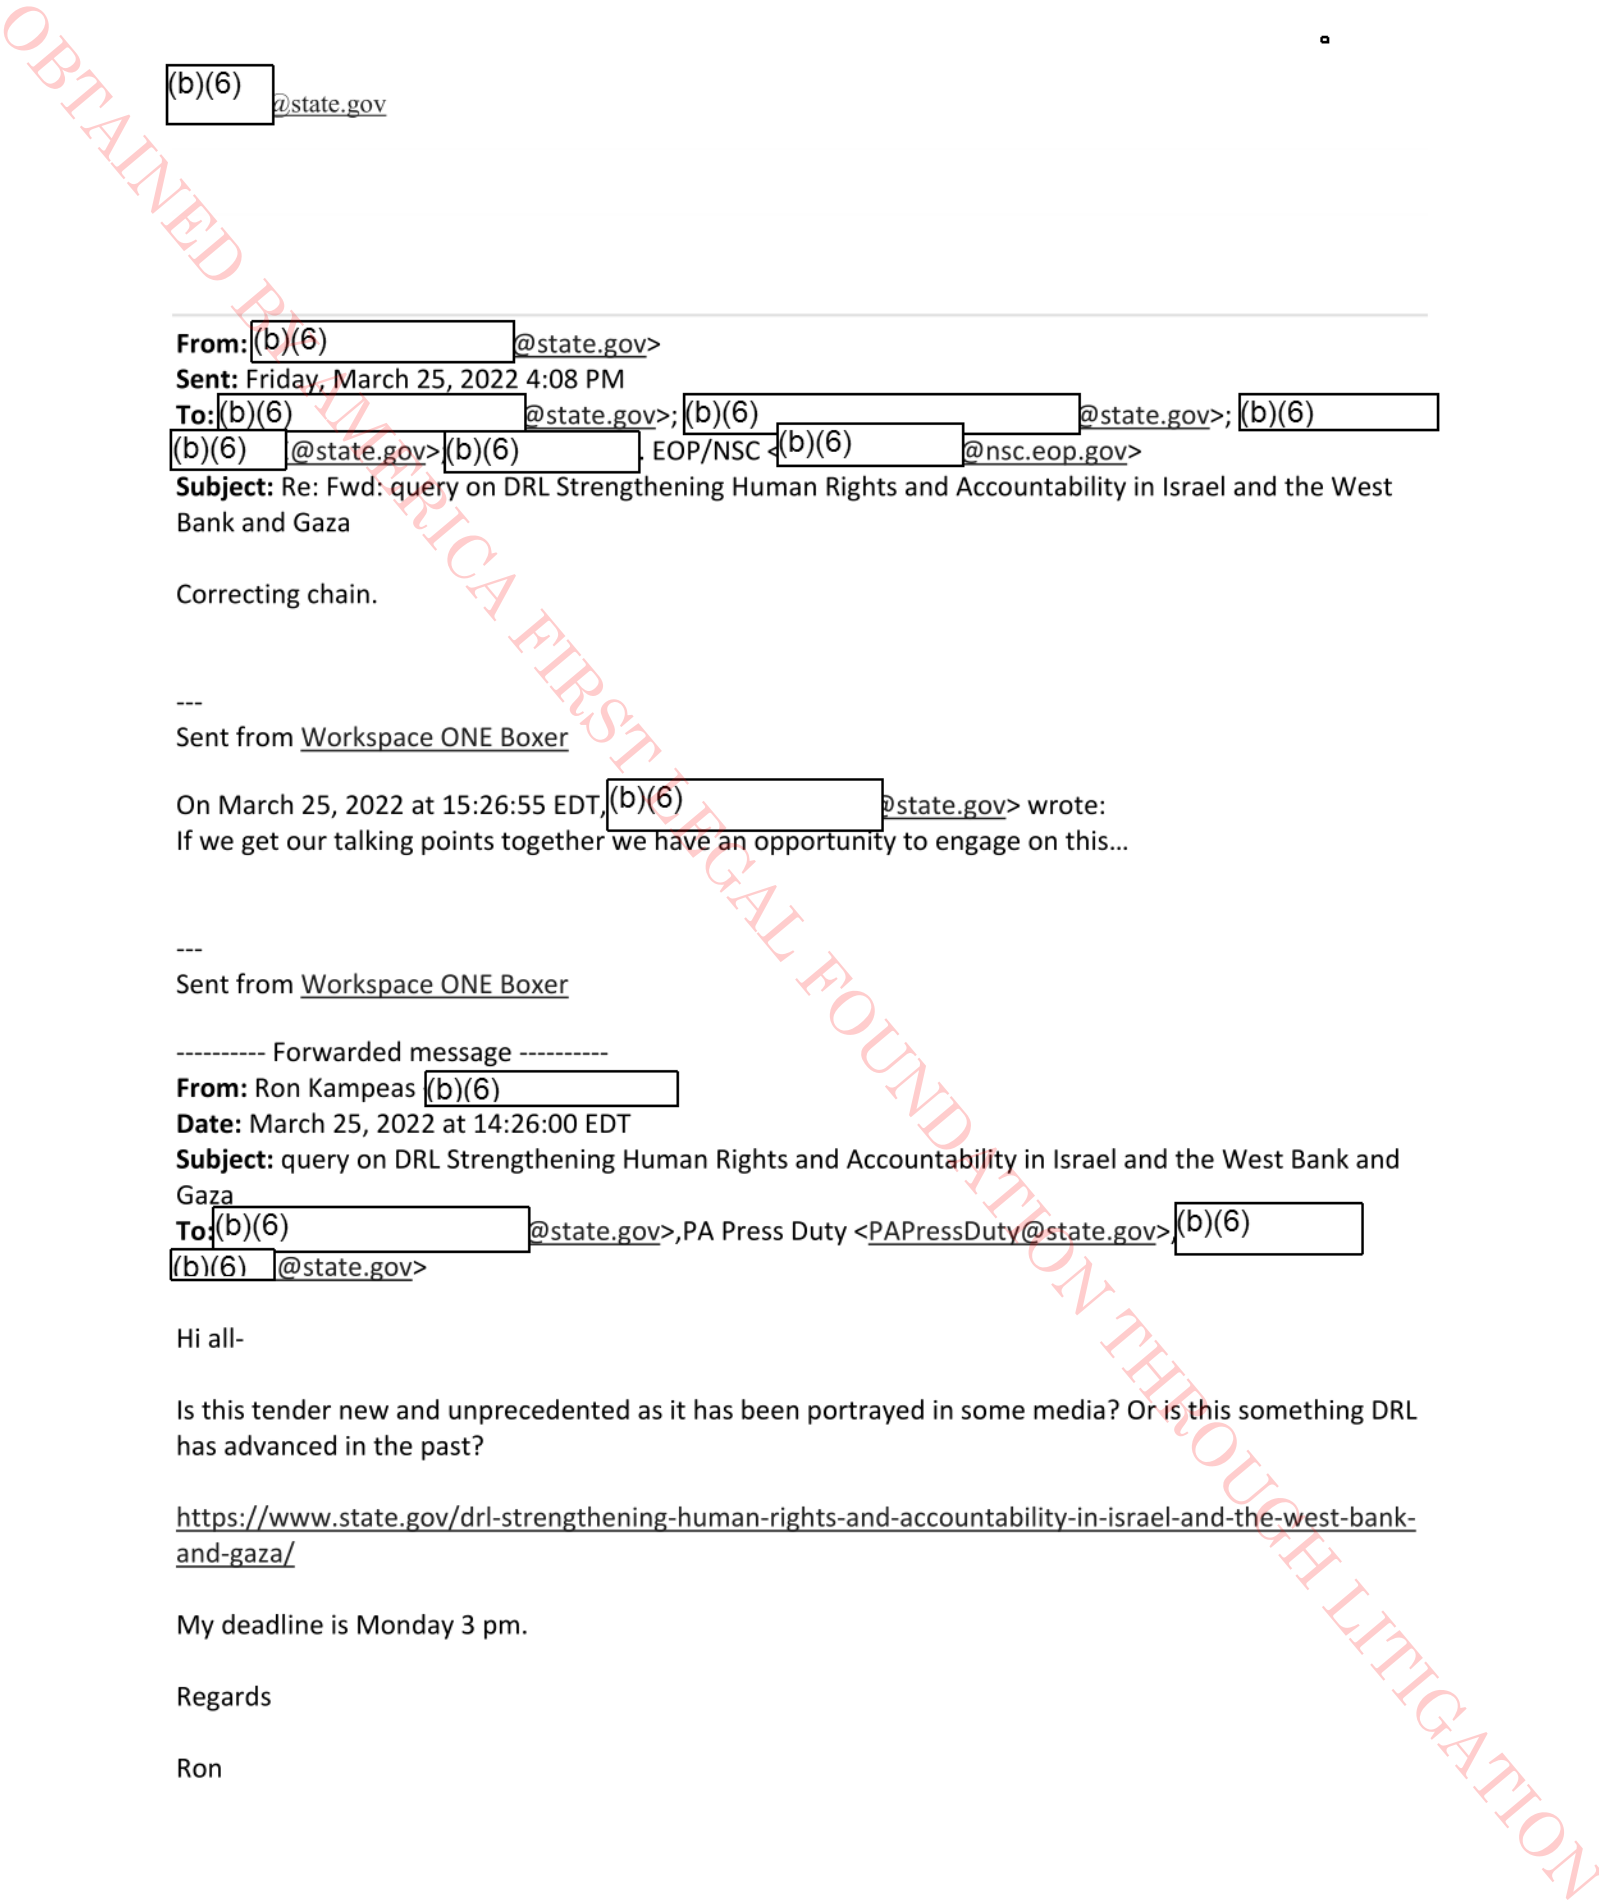 (b)(6) @state.gov
From: (b)(6) @state.gov>
Sent: Friday, March 25, 2022 4:08 PM
To: (b)(6) @state.gov>; (b)(6) @state.gov>; (b)(6)
(b)(6) @state.gov> (b)(6) . EOP/NSC <(b)(6) @nsc.eop.gov>
Subject: Re: Fwd: query on DRL Strengthening Human Rights and Accountability in Israel and the West
Bank and Gaza
Correcting chain.
---
Sent from Workspace ONE Boxer
On March 25, 2022 at 15:26:55 EDT, (b)(6) @state.gov> wrote:
If we get our talking points together we have an opportunity to engage on this...
---
Sent from Workspace ONE Boxer
---------- Forwarded message ----------
From: Ron Kampeas (b)(6)
Date: March 25, 2022 at 14:26:00 EDT
Subject: query on DRL Strengthening Human Rights and Accountability in Israel and the West Bank and
Gaza
To: (b)(6) @state.gov>,PA Press Duty <PAPressDuty@state.gov>, (b)(6)
(b)(6) @state.gov>
Hi all-
Is this tender new and unprecedented as it has been portrayed in some media? Or is this something DRL
has advanced in the past?
https://www.state.gov/drl-strengthening-human-rights-and-accountability-in-israel-and-the-west-bank-
and-gaza/
My deadline is Monday 3 pm.
Regards
Ron
OBTAINED BY AMERICA FIRST LEGAL FOUNDATION THROUGH LITIGATION